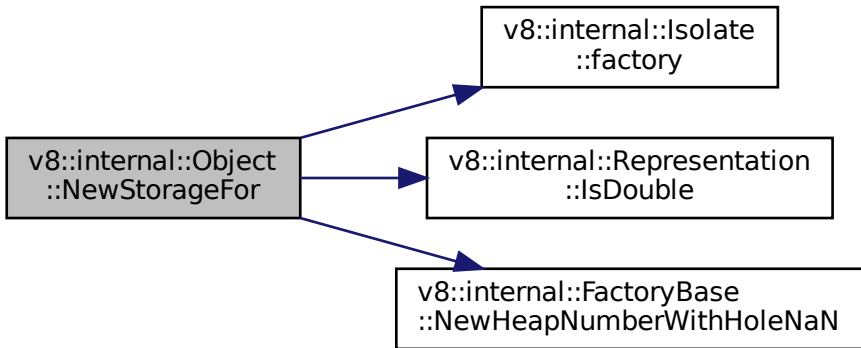 v8::internal::Isolate
::factory
v8::internal::Object
::NewStorageFor
v8::internal::Representation
::IsDouble
v8::internal::FactoryBase
::NewHeapNumberWithHoleNaN